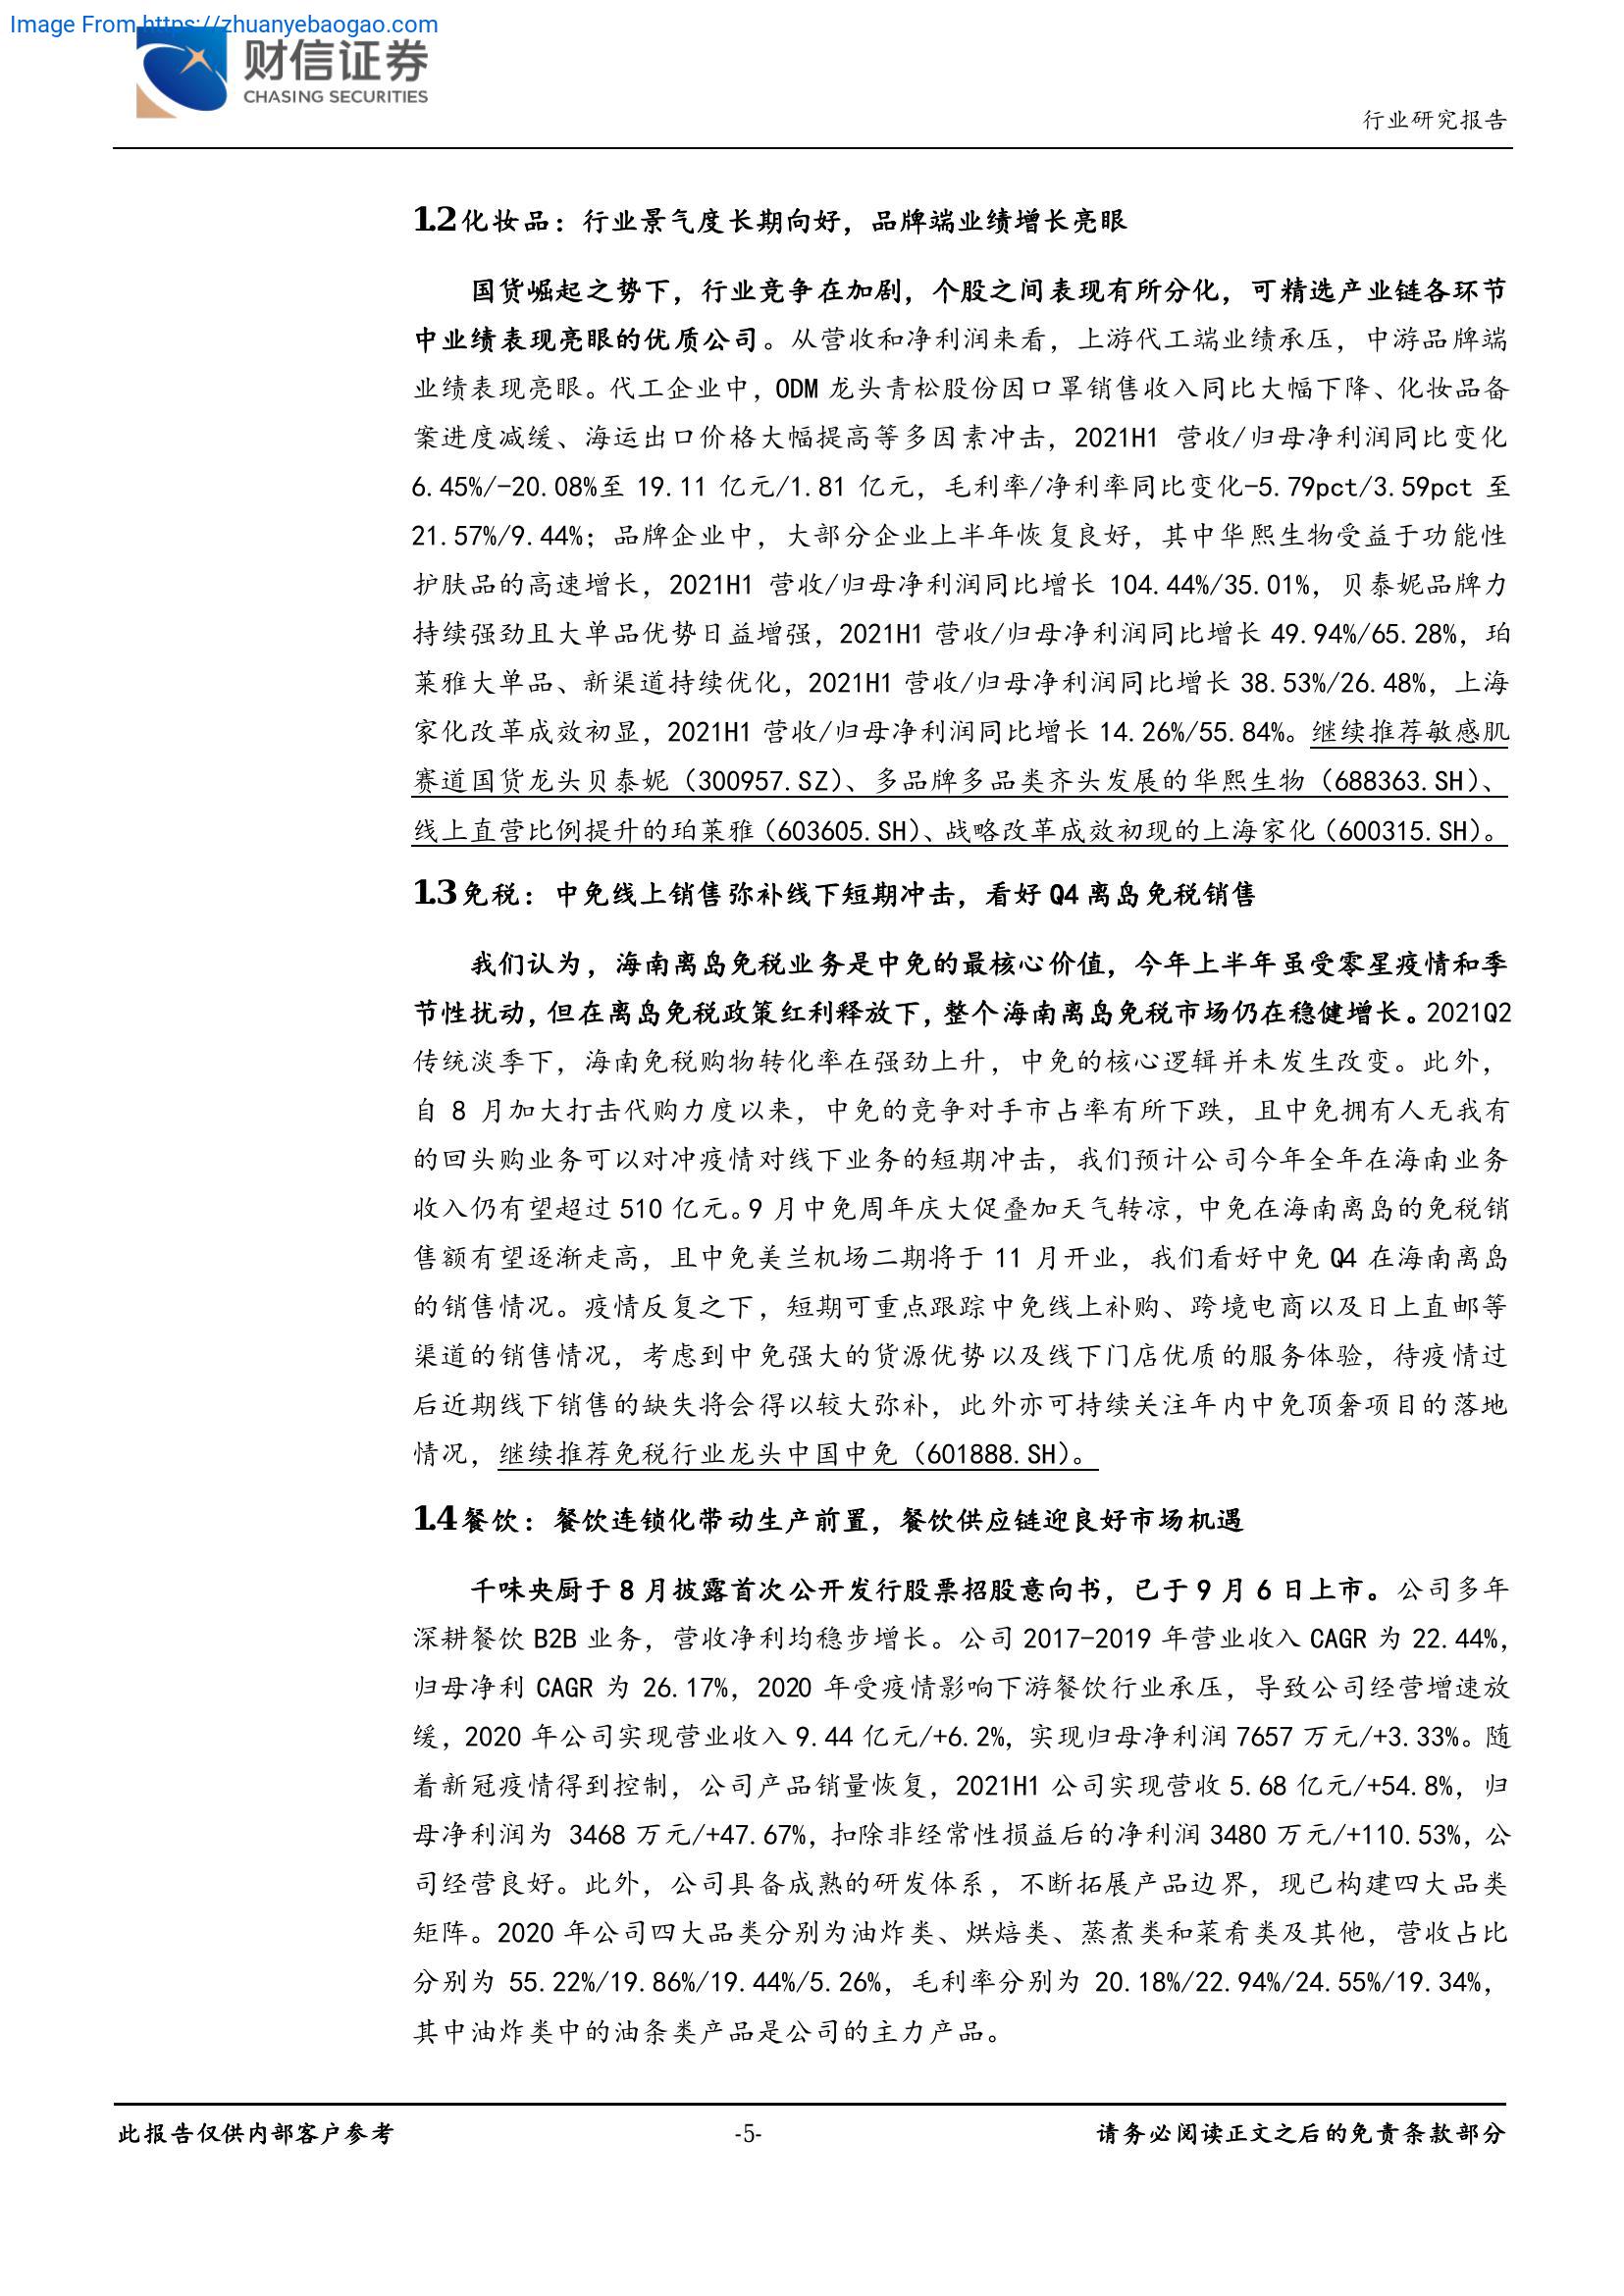 Image From https://zhuanyebaogao.com
财信证券
CHASING SECURITIES
行业研究报告
1.2 化妆品：行业景气度长期向好，品牌端业绩增长亮眼
国货崛起之势下，行业竞争在加剧，个股之间表现有所分化，可精选产业链各环节
中业绩表现亮眼的优质公司。从营收和净利润来看，上游代工端业绩承压，中游品牌端
业绩表现亮眼。代工企业中，ODM 龙头青松股份因口罩销售收入同比大幅下降、化妆品备
案进度减缓、海运出口价格大幅提高等多因素冲击，2021H1 营收/归母净利润同比变化
6.45%/-20.08%至 19.11 亿元/1.81 亿元，毛利率/净利率同比变化-5.79pct/3.59pct 至
21.57%/9.44%；品牌企业中，大部分企业上半年恢复良好，其中华熙生物受益于功能性
护肤品的高速增长，2021H1 营收/归母净利润同比增长 104.44%/35.01%，贝泰妮品牌力
持续强劲且大单品优势日益增强，2021H1 营收/归母净利润同比增长 49.94%/65.28%，珀
莱雅大单品、新渠道持续优化，2021H1 营收/归母净利润同比增长 38.53%/26.48%，上海
家化改革成效初显，2021H1 营收/归母净利润同比增长 14.26%/55.84%。继续推荐敏感肌
赛道国货龙头贝泰妮（300957.SZ）、多品牌多品类齐头发展的华熙生物（688363.SH）、
线上直营比例提升的珀莱雅（603605.SH）、战略改革成效初现的上海家化（600315.SH）。
1.3 免税：中免线上销售弥补线下短期冲击，看好 Q4 离岛免税销售
我们认为，海南离岛免税业务是中免的最核心价值，今年上半年虽受零星疫情和季
节性扰动，但在离岛免税政策红利释放下，整个海南离岛免税市场仍在稳健增长。2021Q2
传统淡季下，海南免税购物转化率在强劲上升，中免的核心逻辑并未发生改变。此外，
自 8 月加大打击代购力度以来，中免的竞争对手市占率有所下跌，且中免拥有人无我有
的回头购业务可以对冲疫情对线下业务的短期冲击，我们预计公司今年全年在海南业务
收入仍有望超过 510 亿元。9 月中免周年庆大促叠加天气转凉，中免在海南离岛的免税销
售额有望逐渐走高，且中免美兰机场二期将于 11 月开业，我们看好中免 Q4 在海南离岛
的销售情况。疫情反复之下，短期可重点跟踪中免线上补购、跨境电商以及日上直邮等
渠道的销售情况，考虑到中免强大的货源优势以及线下门店优质的服务体验，待疫情过
后近期线下销售的缺失将会得以较大弥补，此外亦可持续关注年内中免顶奢项目的落地
情况，继续推荐免税行业龙头中国中免（601888.SH）。
1.4 餐饮：餐饮连锁化带动生产前置，餐饮供应链迎良好市场机遇
千味央厨于 8 月披露首次公开发行股票招股意向书，已于 9 月 6 日上市。公司多年
深耕餐饮 B2B 业务，营收净利均稳步增长。公司 2017-2019 年营业收入 CAGR 为 22.44%，
归母净利 CAGR 为 26.17%，2020 年受疫情影响下游餐饮行业承压，导致公司经营增速放
缓，2020 年公司实现营业收入 9.44 亿元/+6.2%，实现归母净利润 7657 万元/+3.33%。随
着新冠疫情得到控制，公司产品销量恢复，2021H1 公司实现营收 5.68 亿元/+54.8%，归
母净利润为 3468 万元/+47.67%，扣除非经常性损益后的净利润 3480 万元/+110.53%，公
司经营良好。此外，公司具备成熟的研发体系，不断拓展产品边界，现已构建四大品类
矩阵。2020 年公司四大品类分别为油炸类、烘焙类、蒸煮类和菜肴类及其他，营收占比
分别为 55.22%/19.86%/19.44%/5.26%，毛利率分别为 20.18%/22.94%/24.55%/19.34%，
其中油炸类中的油条类产品是公司的主力产品。
此报告仅供内部客户参考
-5-
请务必阅读正文之后的免责条款部分